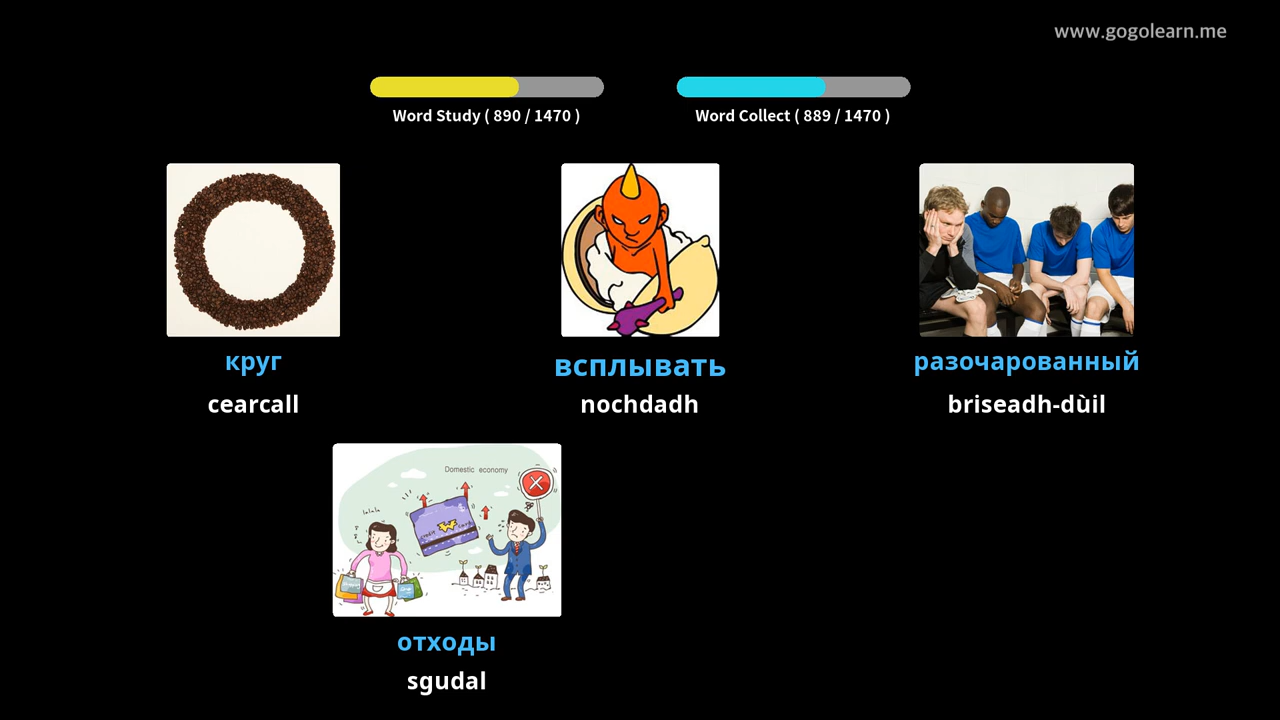 www.gogolearn.me
Word Study ( 890 / 1470 )
Word Collect ( 889 / 1470 )
круг
всплывать
разочарованный
cearcall
nochdadh
briseadh-dùil
Domestic economy
lalala
отходы
sgudal